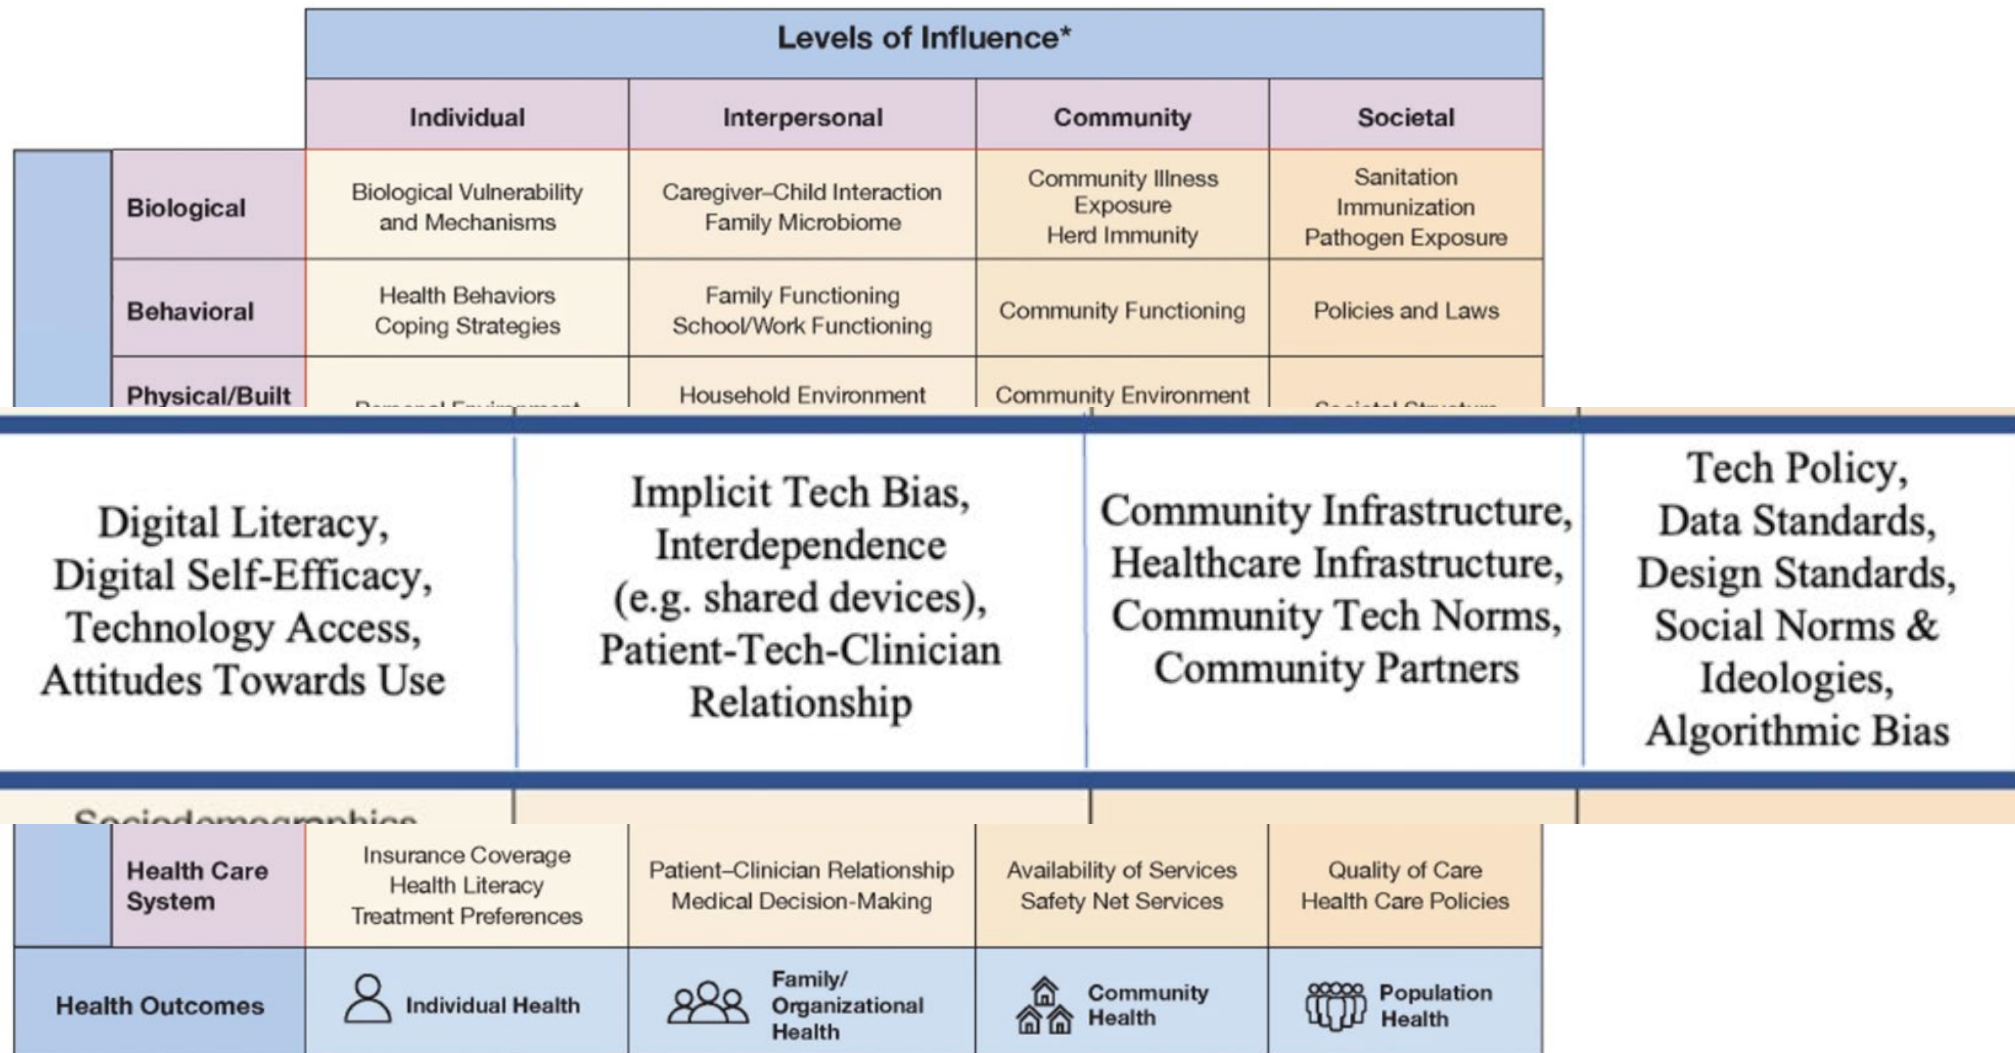 Levels of Influence*
Individual
Interpersonal
Community
Societal
Biological
Biological Vulnerability
and Mechanisms
Caregiver–Child Interaction
Family Microbiome
Community Illness
Exposure
Herd Immunity
Sanitation
Immunization
Pathogen Exposure
Behavioral
Health Behaviors
Coping Strategies
Family Functioning
School/Work Functioning
Community Functioning
Policies and Laws
Physical/Built
Personal Environment
Household Environment
Community Environment
Societal Structure
Digital Literacy,
Digital Self-Efficacy,
Technology Access,
Attitudes Towards Use
Implicit Tech Bias,
Interdependence
(e.g. shared devices),
Patient-Tech-Clinician
Relationship
Community Infrastructure,
Healthcare Infrastructure,
Community Tech Norms,
Community Partners
Tech Policy,
Data Standards,
Design Standards,
Social Norms &
Ideologies,
Algorithmic Bias
Sociodemographics
Health Care
System
Insurance Coverage
Health Literacy
Treatment Preferences
Patient–Clinician Relationship
Medical Decision-Making
Availability of Services
Safety Net Services
Quality of Care
Health Care Policies
Health Outcomes
Individual Health
Family/
Organizational
Health
Community
Health
Population
Health